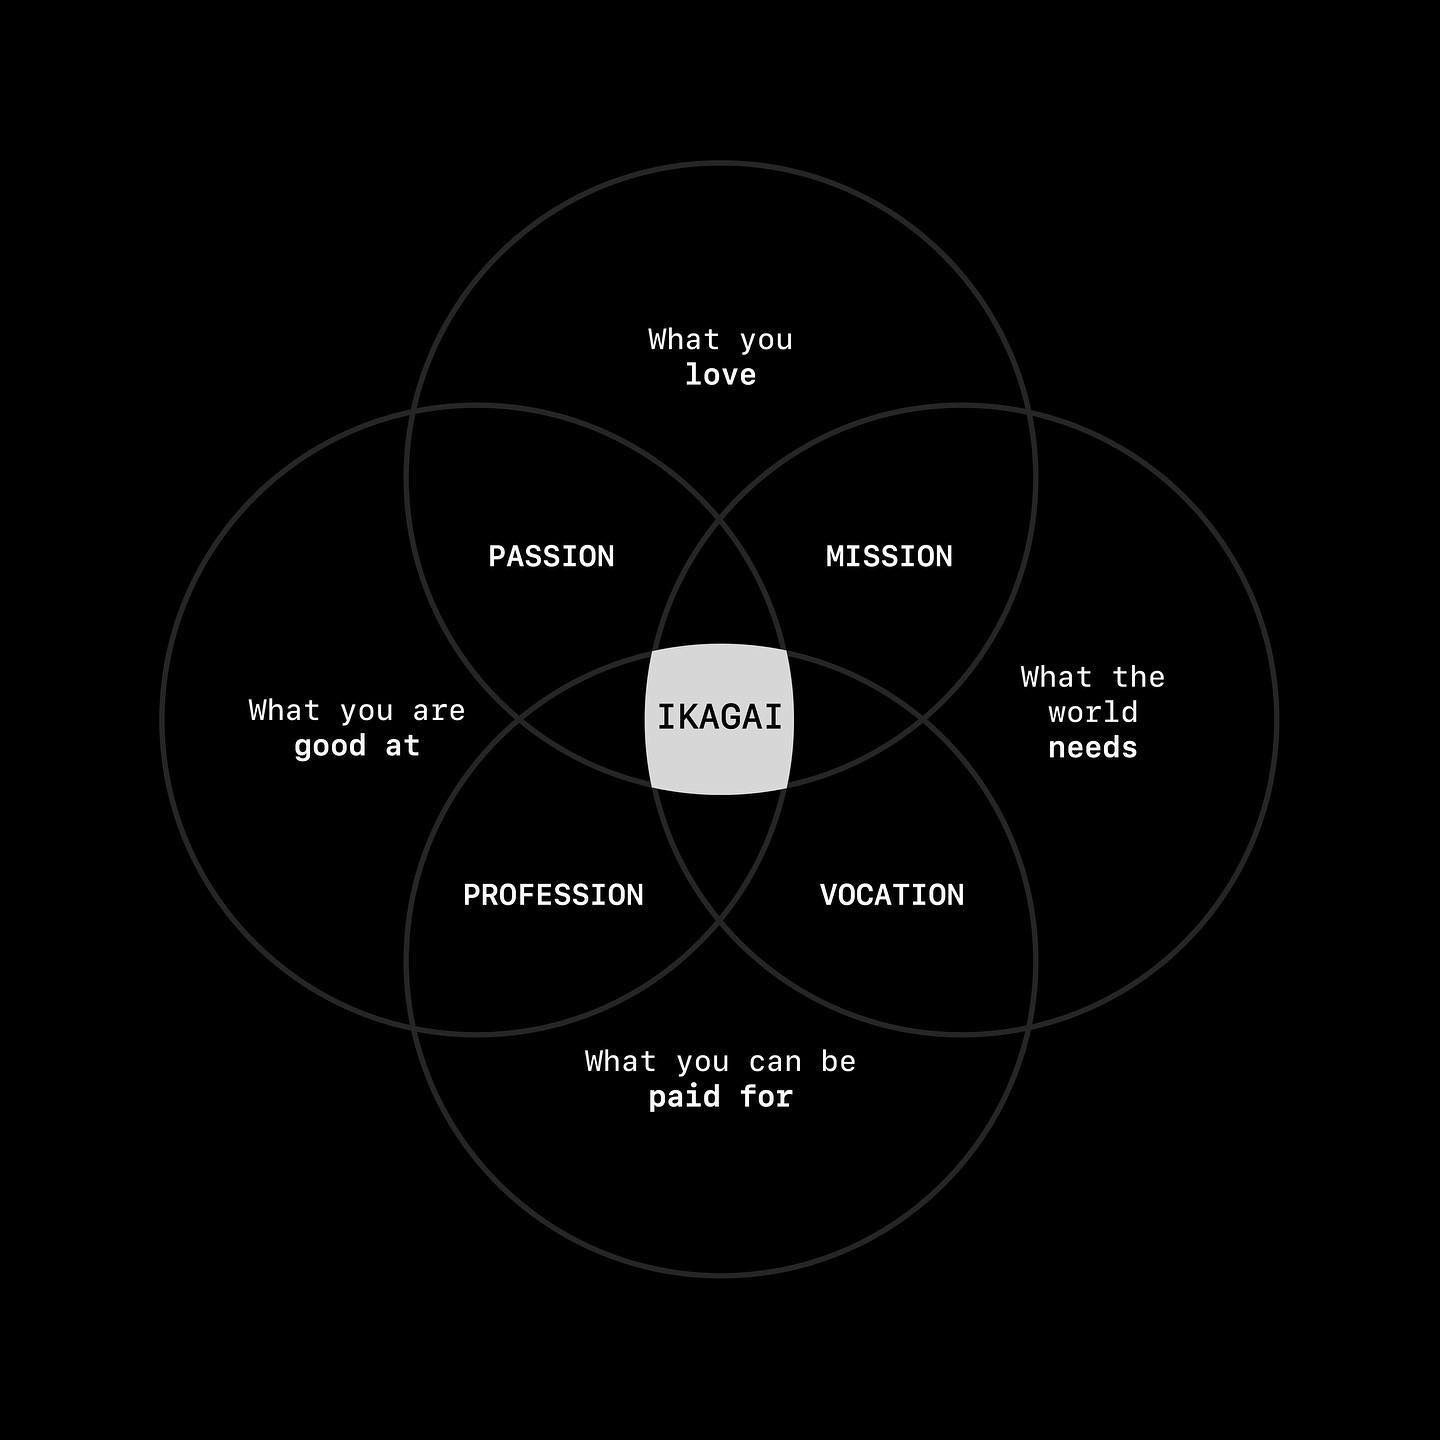 What you
love
PASSION
MISSION
What you are
good at
IKAGAI
What the
world
needs
PROFESSION
VOCATION
What you can be
paid for